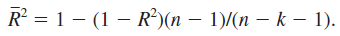 R̅² = 1 − (1 − R²)(n − 1)/(n − k − 1).